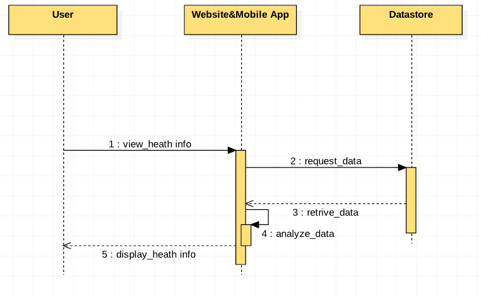 User
Website&Mobile App
Datastore
1 : view_heath info
2 : request_data
3 : retrive_data
4 : analyze_data
5 : display_heath info